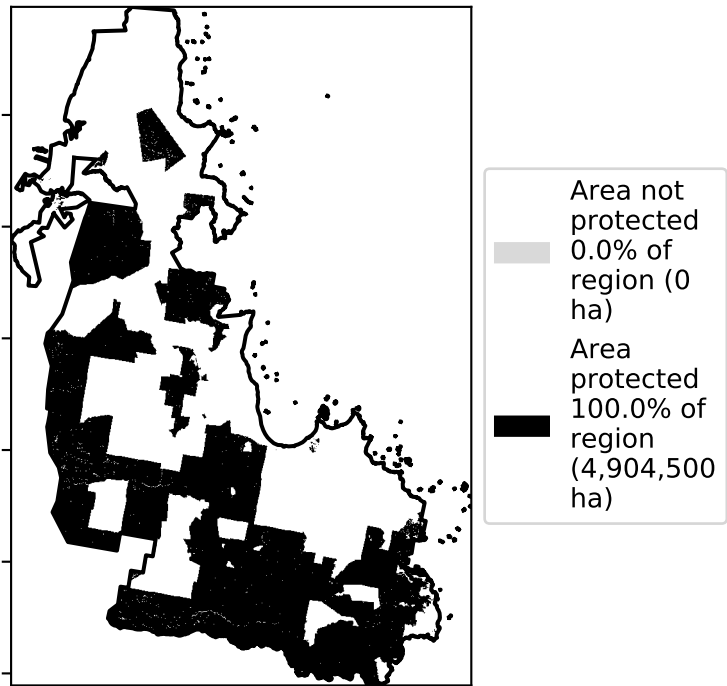 Area not
protected
0.0% of
region (0
ha)
Area
protected
100.0% of
region
(4,904,500
ha)